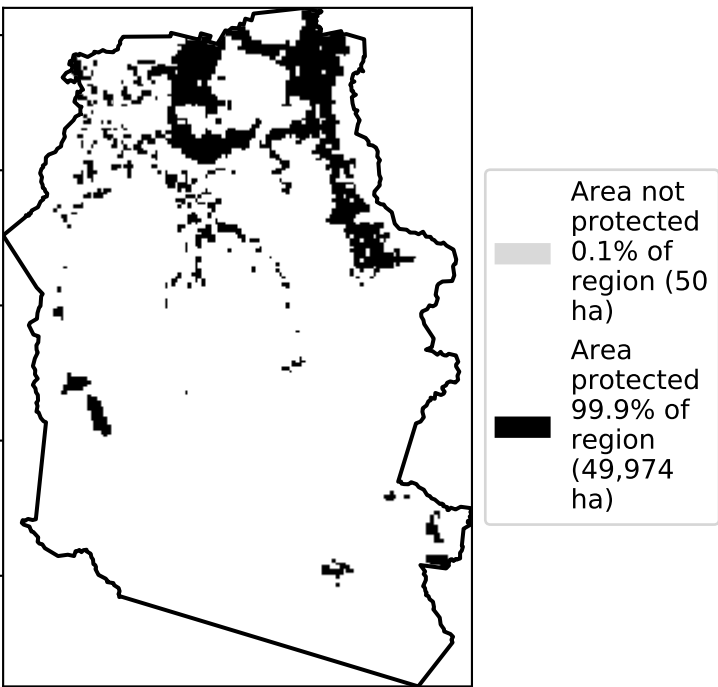 Area not
protected
0.1% of
region (50
ha)
Area
protected
99.9% of
region
(49,974
ha)